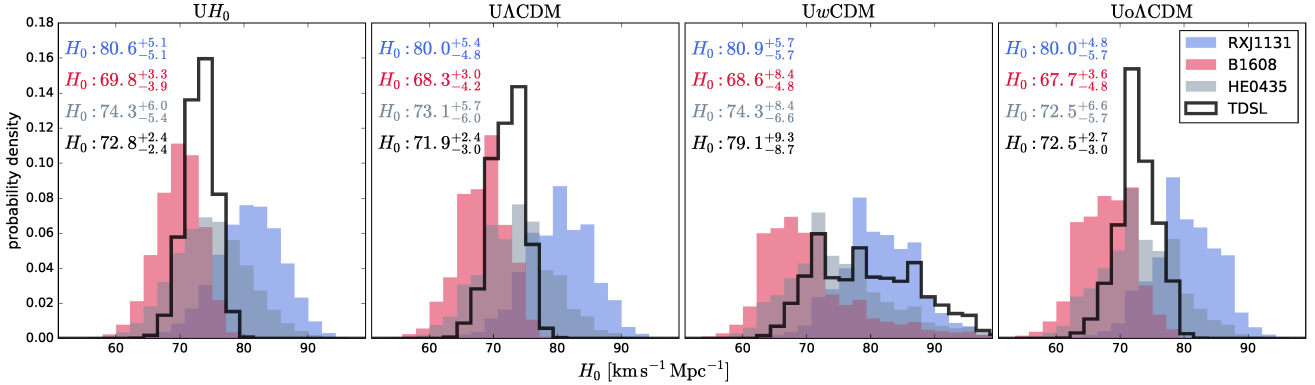 UH₀ UΛCDM UwCDM UoΛCDM
0.18
0.16
0.14
0.12
0.10
0.08
0.06
0.04
0.02
0.00
probability density
H₀ : 80.6 +5.1 −5.1
H₀ : 69.8 +3.3 −3.9
H₀ : 74.3 +6.0 −5.4
H₀ : 72.8 +2.4 −2.4
H₀ : 80.0 +5.4 −4.8
H₀ : 68.3 +3.0 −4.2
H₀ : 73.1 +5.7 −6.0
H₀ : 71.9 +2.4 −3.0
H₀ : 80.9 +5.7 −5.7
H₀ : 68.6 +8.4 −4.8
H₀ : 74.3 +8.4 −6.6
H₀ : 79.1 +9.3 −8.7
H₀ : 80.0 +4.8 −5.7
H₀ : 67.7 +3.6 −4.8
H₀ : 72.5 +6.6 −5.7
H₀ : 72.5 +2.7 −3.0
RXJ1131
B1608
HE0435
TDSL
60 70 80 90 60 70 80 90 60 70 80 90 60 70 80 90
H₀ [km s⁻¹ Mpc⁻¹]